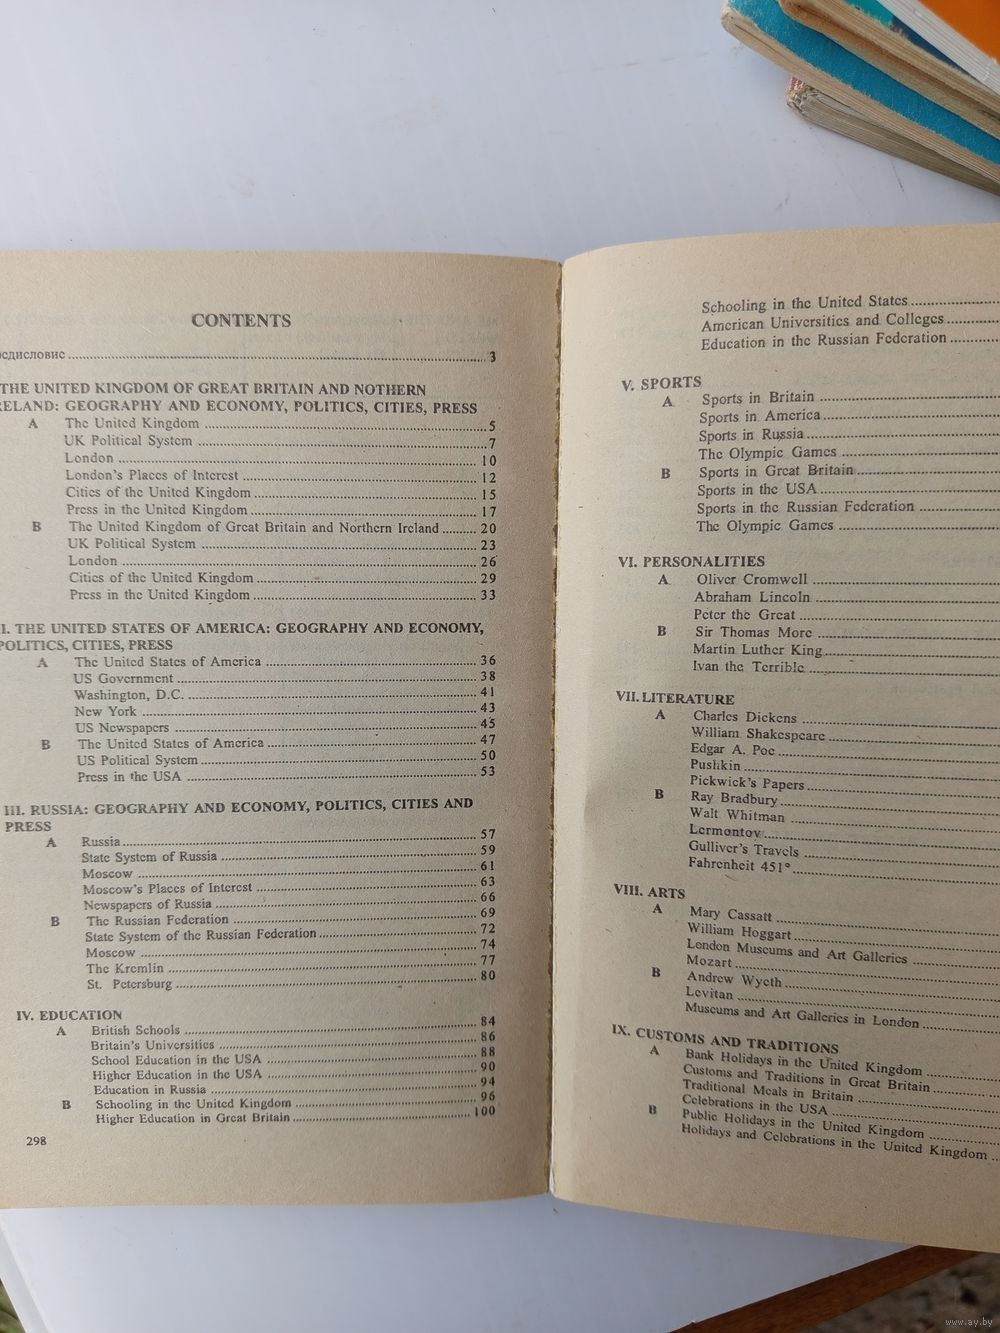 CONTENTS
едисловие 3
THE UNITED KINGDOM OF GREAT BRITAIN AND NOTHERN
RELAND: GEOGRAPHY AND ECONOMY, POLITICS, CITIES, PRESS
A The United Kingdom 5
UK Political System 7
London 10
London's Places of Interest 12
Cities of the United Kingdom 15
Press in the United Kingdom 17
B The United Kingdom of Great Britain and Northern Ireland 20
UK Political System 23
London 26
Cities of the United Kingdom 29
Press in the United Kingdom 33
I. THE UNITED STATES OF AMERICA: GEOGRAPHY AND ECONOMY,
POLITICS, CITIES, PRESS
A The United States of America 36
US Government 38
Washington, D.C. 41
New York 43
US Newspapers 45
B The United States of America 47
US Political System 50
Press in the USA 53
III. RUSSIA: GEOGRAPHY AND ECONOMY, POLITICS, CITIES AND
PRESS
A Russia 57
State System of Russia 59
Moscow 61
Moscow's Places of Interest 63
Newspapers of Russia 66
B The Russian Federation 69
State System of the Russian Federation 72
Moscow 74
The Kremlin 77
St. Petersburg 80
IV. EDUCATION
A British Schools 84
Britain's Universities 86
School Education in the USA 88
Higher Education in the USA 90
Education in Russia 94
B Schooling in the United Kingdom 96
Higher Education in Great Britain 100
298
Schooling in the United States
American Universities and Colleges
Education in the Russian Federation
V. SPORTS
A Sports in Britain
Sports in America
Sports in Russia
The Olympic Games
B Sports in Great Britain
Sports in the USA
Sports in the Russian Federation
The Olympic Games
VI. PERSONALITIES
A Oliver Cromwell
Abraham Lincoln
Peter the Great
B Sir Thomas More
Martin Luther King
Ivan the Terrible
VII. LITERATURE
A Charles Dickens
William Shakespeare
Edgar A. Poe
Pushkin
Pickwick's Papers
B Ray Bradbury
Walt Whitman
Lermontov
Gulliver's Travels
Fahrenheit 451°
VIII. ARTS
A Mary Cassatt
William Hoggart
London Museums and Art Galleries
Mozart
B Andrew Wyeth
Levitan
Museums and Art Galleries in London
IX. CUSTOMS AND TRADITIONS
A Bank Holidays in the United Kingdom
Customs and Traditions in Great Britain
Traditional Meals in Britain
Celebrations in the USA
B Public Holidays in the United Kingdom
Holidays and Celebrations in the United Kingdom
www.ay.by